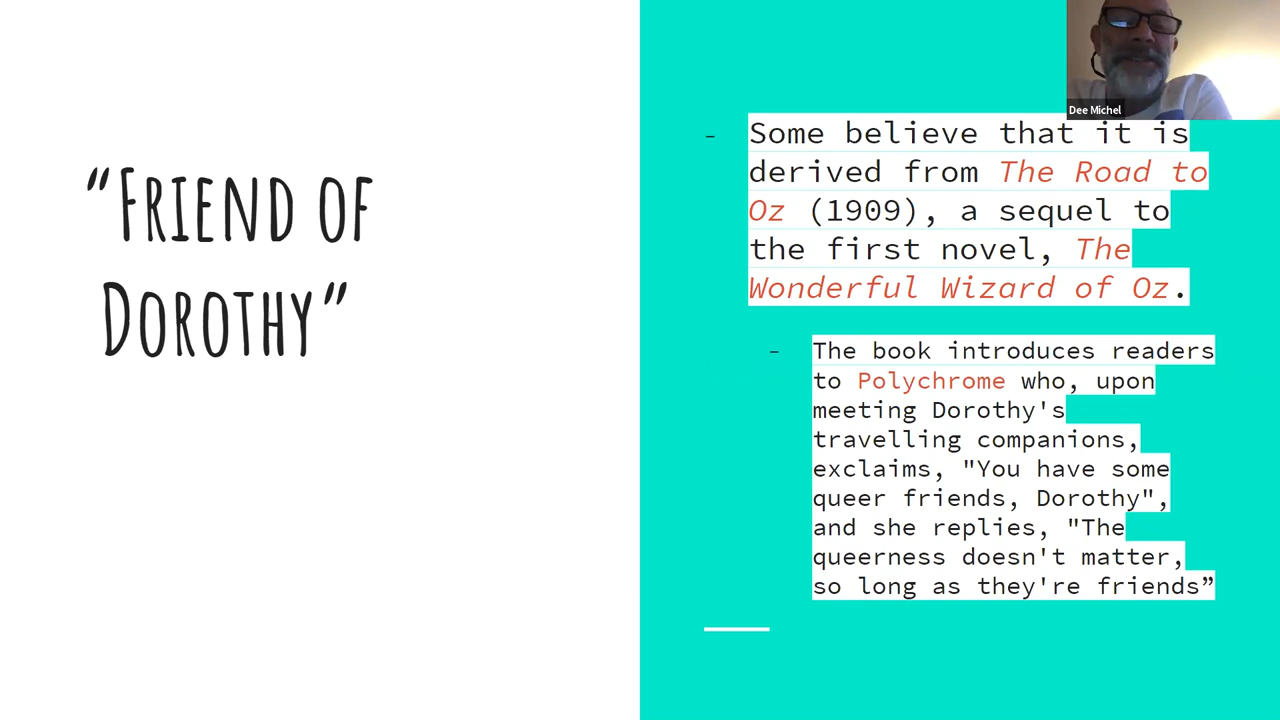 “FRIEND OF
DOROTHY”
Dee Michel
- Some believe that it is
derived from The Road to
Oz (1909), a sequel to
the first novel, The
Wonderful Wizard of Oz.
- The book introduces readers
to Polychrome who, upon
meeting Dorothy's
travelling companions,
exclaims, "You have some
queer friends, Dorothy",
and she replies, "The
queerness doesn't matter,
so long as they're friends”